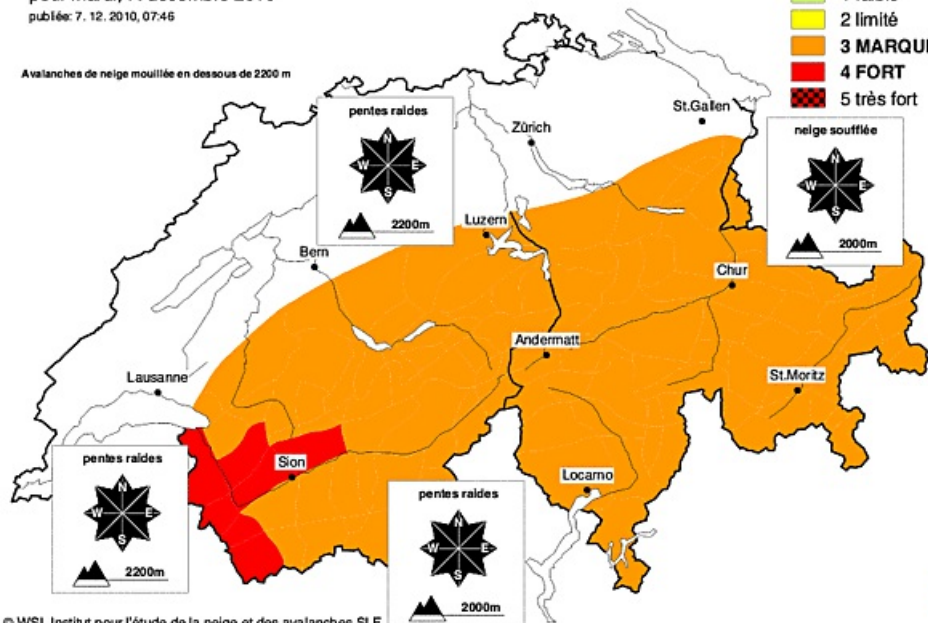 publiée: 7. 12. 2010, 07:46
Avalanches de neige mouillée en dessous de 2200 m
2 limité
3 MARQUÉ
4 FORT
5 très fort
pentes raides
N
W E
S
2200m
neige soufflée
N
W E
S
2000m
St.Gallen
Zürich
Luzern
Bern
Chur
Andermatt
St.Moritz
Lausanne
Sion
Locarno
pentes raides
N
W E
S
2200m
pentes raides
N
W E
S
2000m
© WSL Institut pour l'étude de la neige et des avalanches SLF